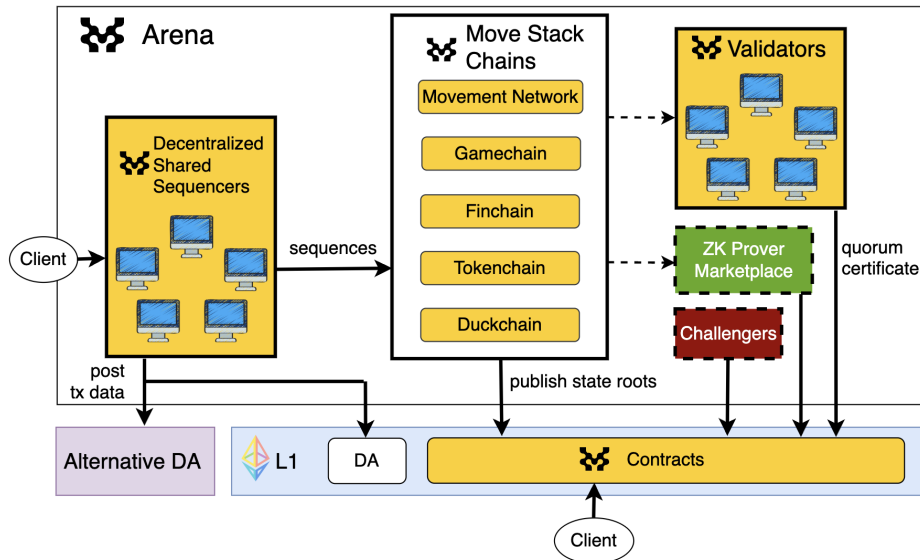 Arena
Move Stack
Chains
Movement Network
Gamechain
Finchain
Tokenchain
Duckchain
Validators
Decentralized
Shared
Sequencers
Client
sequences
ZK Prover
Marketplace
quorum
certificate
Challengers
post
tx data
publish state roots
Alternative DA
L1
DA
Contracts
Client